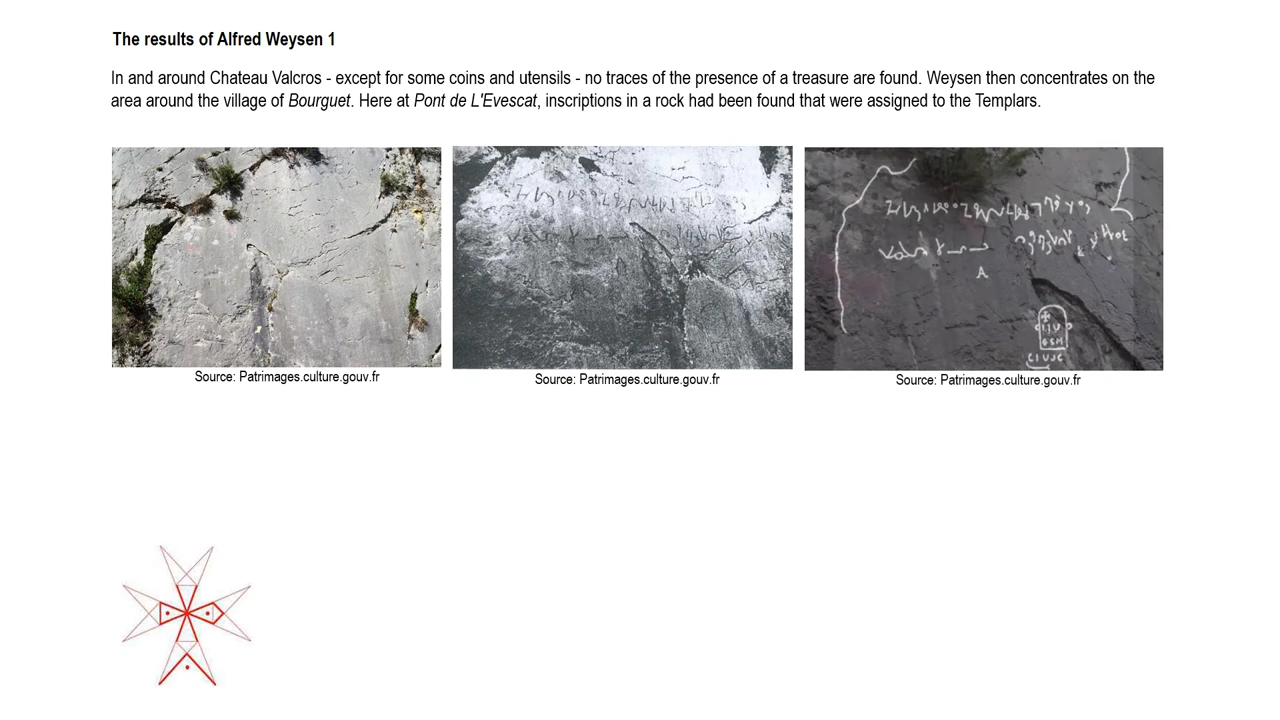 The results of Alfred Weysen 1
In and around Chateau Valcros - except for some coins and utensils - no traces of the presence of a treasure are found. Weysen then concentrates on the
area around the village of Bourguet. Here at Pont de L'Evescat, inscriptions in a rock had been found that were assigned to the Templars.
A
Source: Patrimages.culture.gouv.fr
Source: Patrimages.culture.gouv.fr
Source: Patrimages.culture.gouv.fr